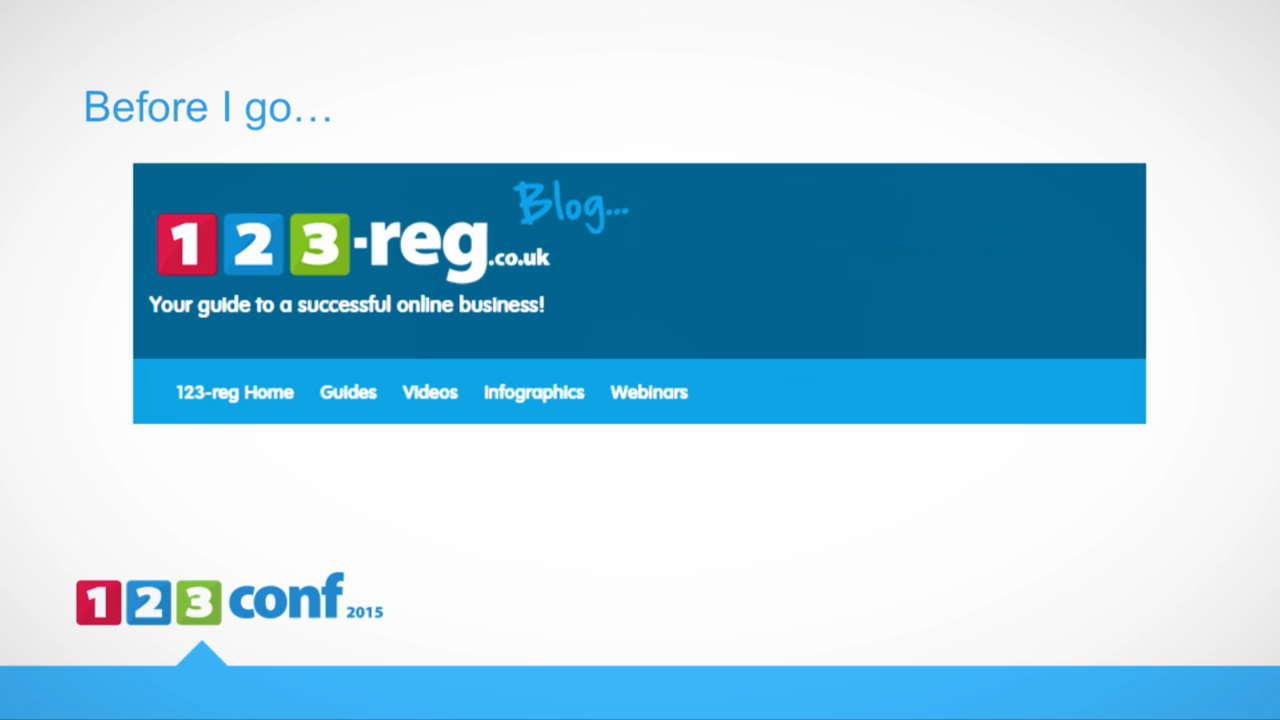 Before I go…
Blog...
123-reg.co.uk
Your guide to a successful online business!
123-reg Home Guides Videos Infographics Webinars
123conf 2015